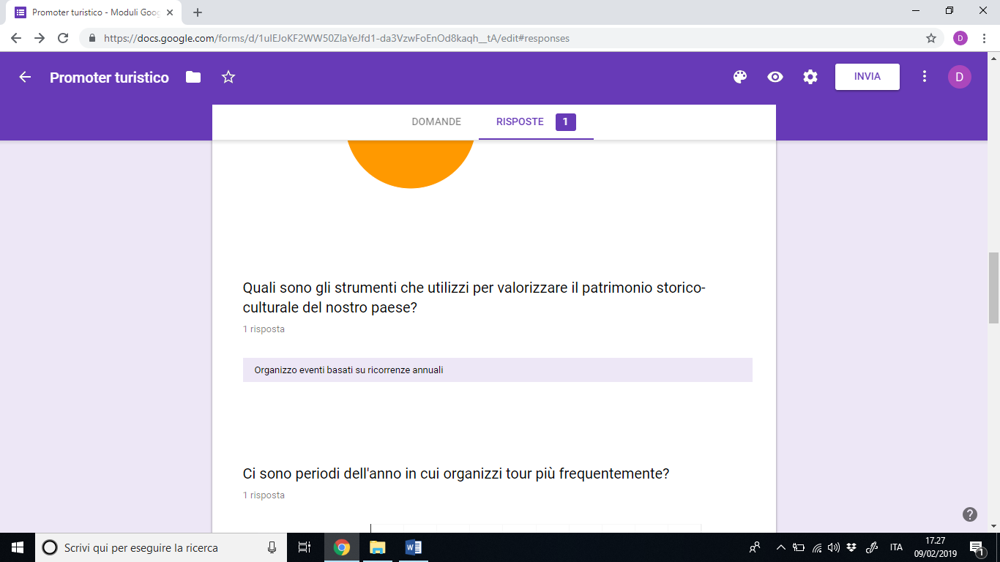 Promoter turistico - Moduli Goog
https://docs.google.com/forms/d/1uIEJoKF2WW50ZlaYeJfd1-da3VzwFoEnOd8kaqh__tA/edit#responses
D
Promoter turistico
INVIA
D
DOMANDE
RISPOSTE
1
Quali sono gli strumenti che utilizzi per valorizzare il patrimonio storico-
culturale del nostro paese?
1 risposta
Organizzo eventi basati su ricorrenze annuali
Ci sono periodi dell'anno in cui organizzi tour più frequentemente?
1 risposta
Scrivi qui per eseguire la ricerca
ITA
17.27
09/02/2019
1